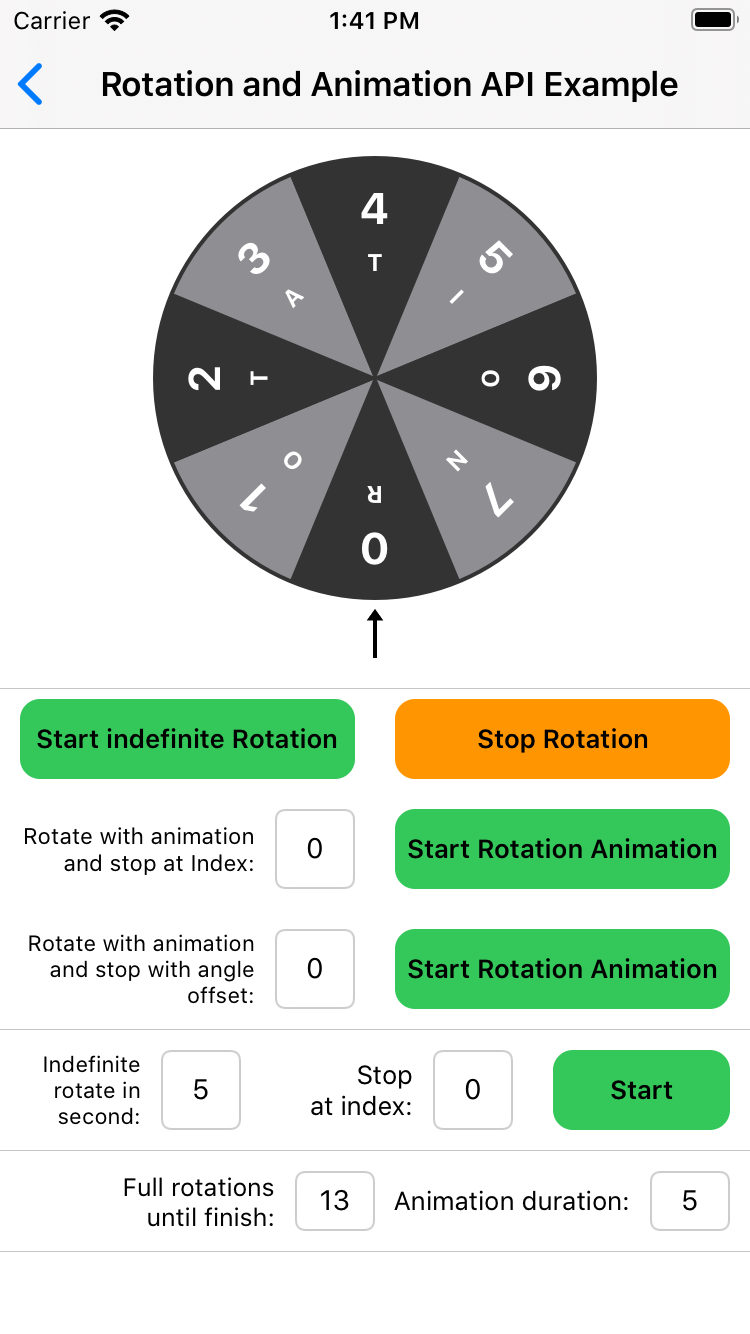 Carrier
1:41 PM
Rotation and Animation API Example
4
T
5
I
6
O
7
N
0
R
1
O
2
T
3
A
Start indefinite Rotation
Stop Rotation
Rotate with animation
and stop at Index:
0
Start Rotation Animation
Rotate with animation
and stop with angle
offset:
0
Start Rotation Animation
Indefinite
rotate in
second:
5
Stop
at index:
0
Start
Full rotations
until finish:
13
Animation duration:
5